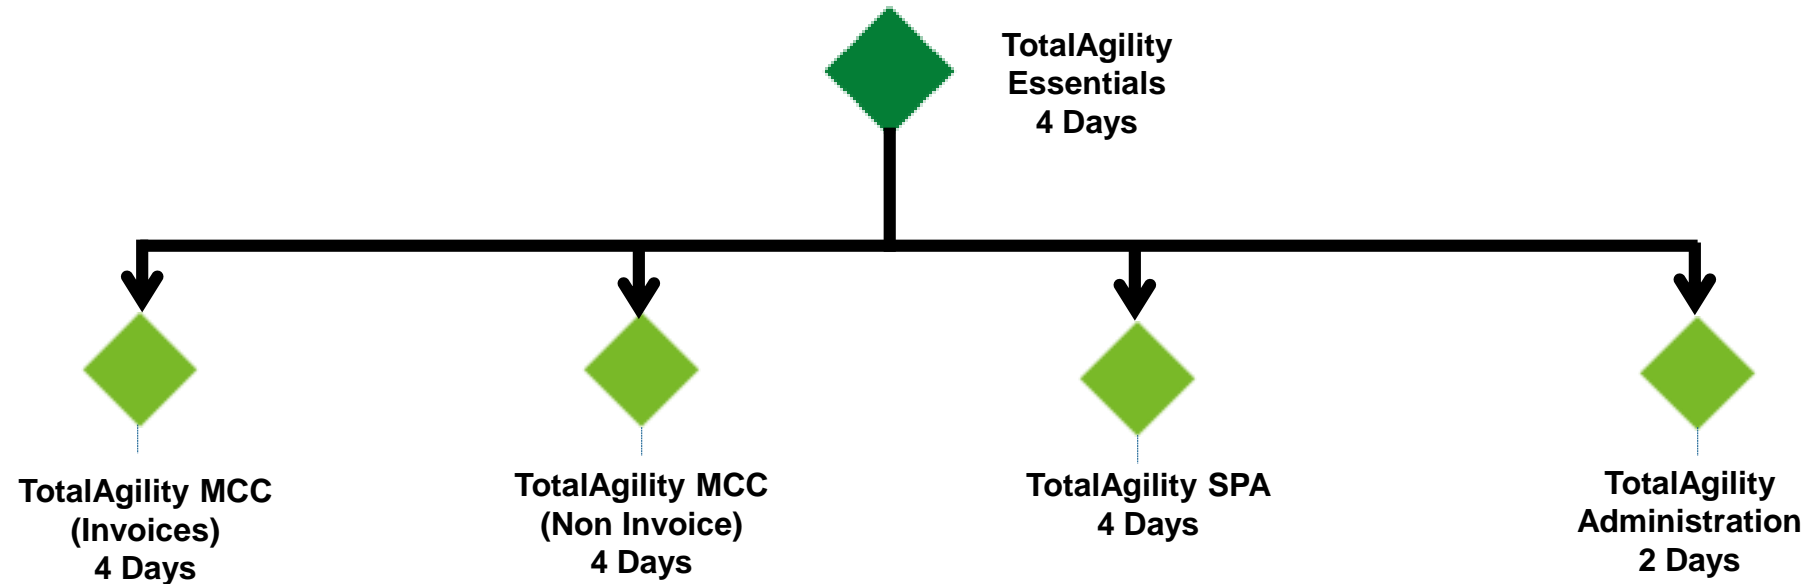 TotalAgility
Essentials
4 Days
TotalAgility MCC
(Invoices)
4 Days
TotalAgility MCC
(Non Invoice)
4 Days
TotalAgility SPA
4 Days
TotalAgility
Administration
2 Days